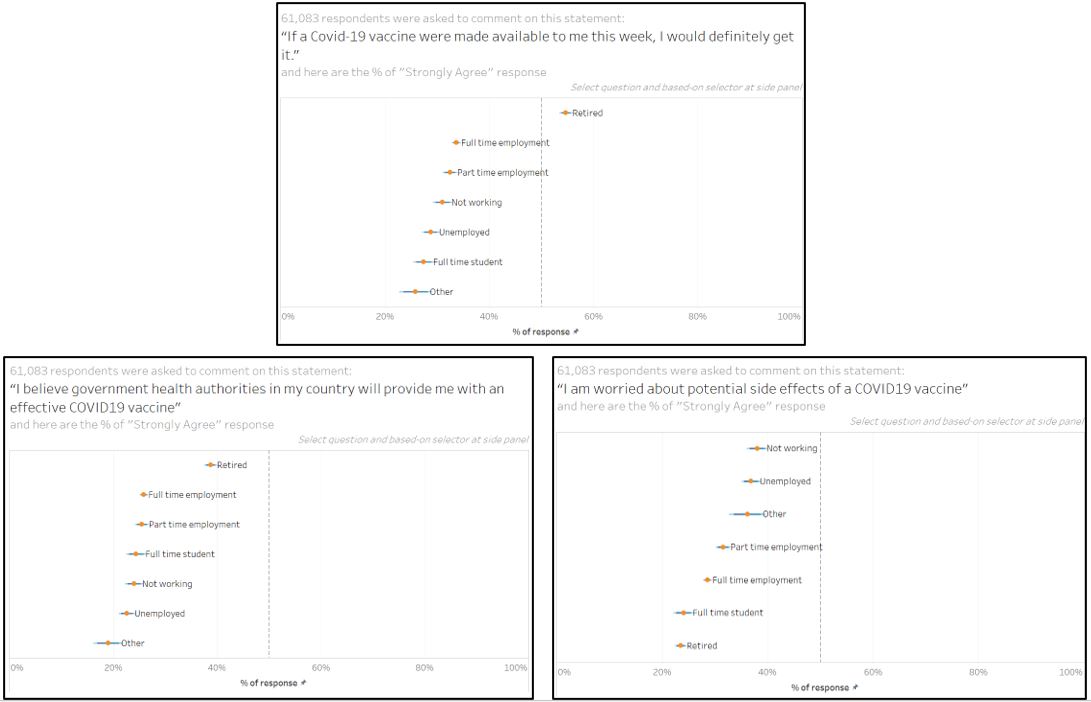 61,083 respondents were asked to comment on this statement:
“If a Covid-19 vaccine were made available to me this week, I would definitely get
it.”
and here are the % of “Strongly Agree” response
Select question and based-on selector at side panel
Retired
Full time employment
Part time employment
Not working
Unemployed
Full time student
Other
0% 20% 40% 60% 80% 100%
% of response
61,083 respondents were asked to comment on this statement:
“I believe government health authorities in my country will provide me with an
effective COVID19 vaccine”
and here are the % of “Strongly Agree” response
Select question and based-on selector at side panel
Retired
Full time employment
Part time employment
Full time student
Not working
Unemployed
Other
0% 20% 40% 60% 80% 100%
% of response
61,083 respondents were asked to comment on this statement:
“I am worried about potential side effects of a COVID19 vaccine”
and here are the % of “Strongly Agree” response
Select question and based-on selector at side panel
Not working
Unemployed
Other
Part time employment
Full time employment
Full time student
Retired
0% 20% 40% 60% 80% 100%
% of response